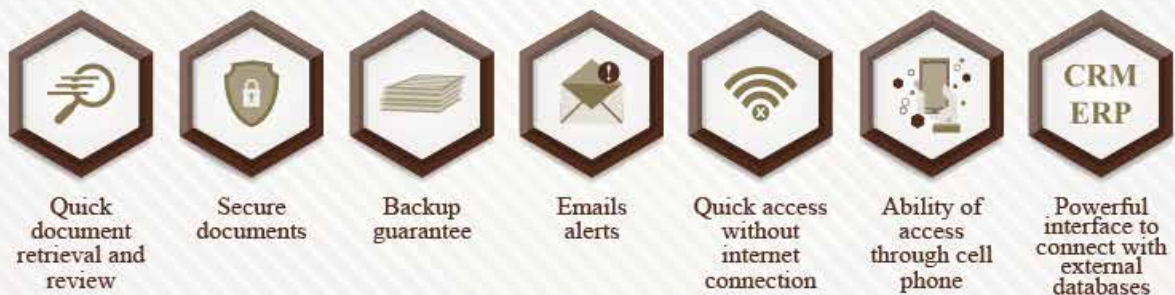 CRM
ERP
Quick
document
retrieval and
review
Secure
documents
Backup
guarantee
Emails
alerts
Quick access
without
internet
connection
Ability of
access
through cell
phone
Powerful
interface to
connect with
external
databases